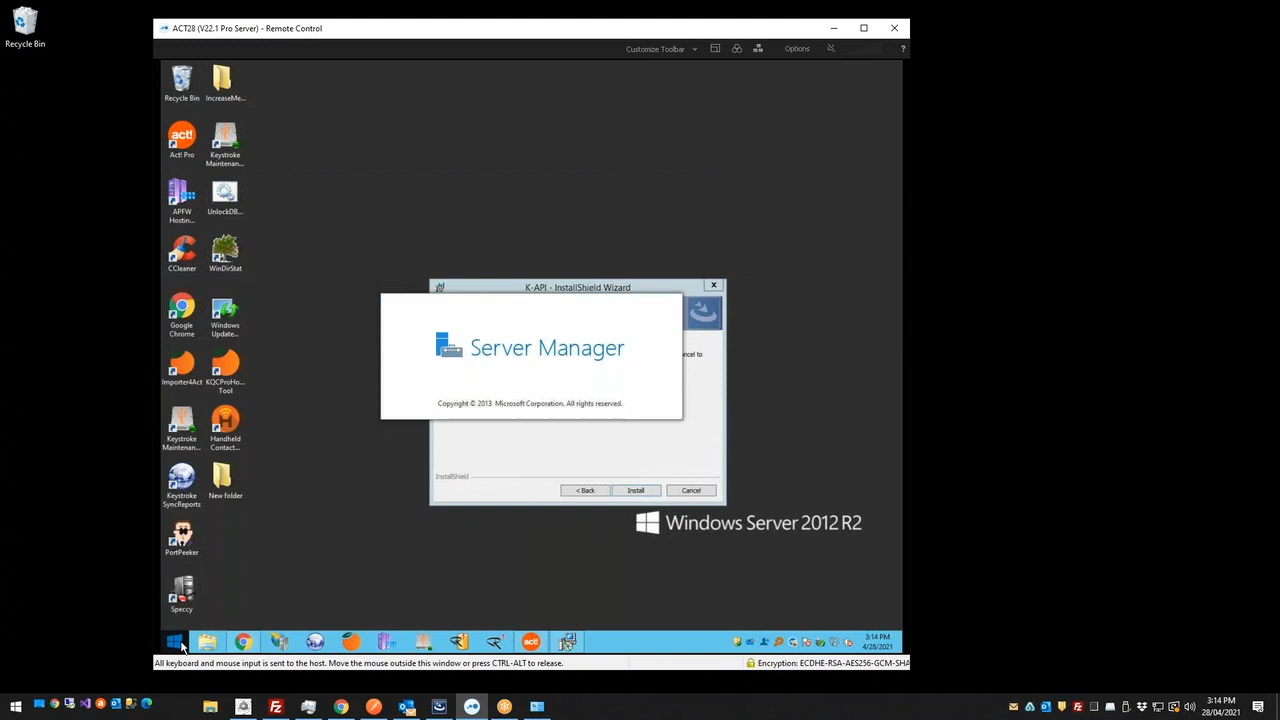 Recycle Bin
ACT28 (V22.1 Pro Server) - Remote Control
Customize Toolbar
Options
?
Recycle Bin
IncreaseMe...
act!
Act! Pro
Keystroke
Maintenan...
APFW
Hostin...
UnlockDB...
CCleaner
WinDirStat
Google
Chrome
Windows
Update...
Importer4Act
KQCProHo...
Tool
Keystroke
Maintenan...
Handheld
Contact...
Keystroke
SyncReports
New folder
PortPeeker
Speccy
K-API - InstallShield Wizard
x
ancel to
Server Manager
Copyright © 2013 Microsoft Corporation. All rights reserved.
InstallShield
< Back
Install
Cancel
Windows Server 2012 R2
act!
3:14 PM
4/28/2021
All keyboard and mouse input is sent to the host. Move the mouse outside this window or press CTRL-ALT to release.
Encryption: ECDHE-RSA-AES256-GCM-SHA
3:14 PM
28/04/2021